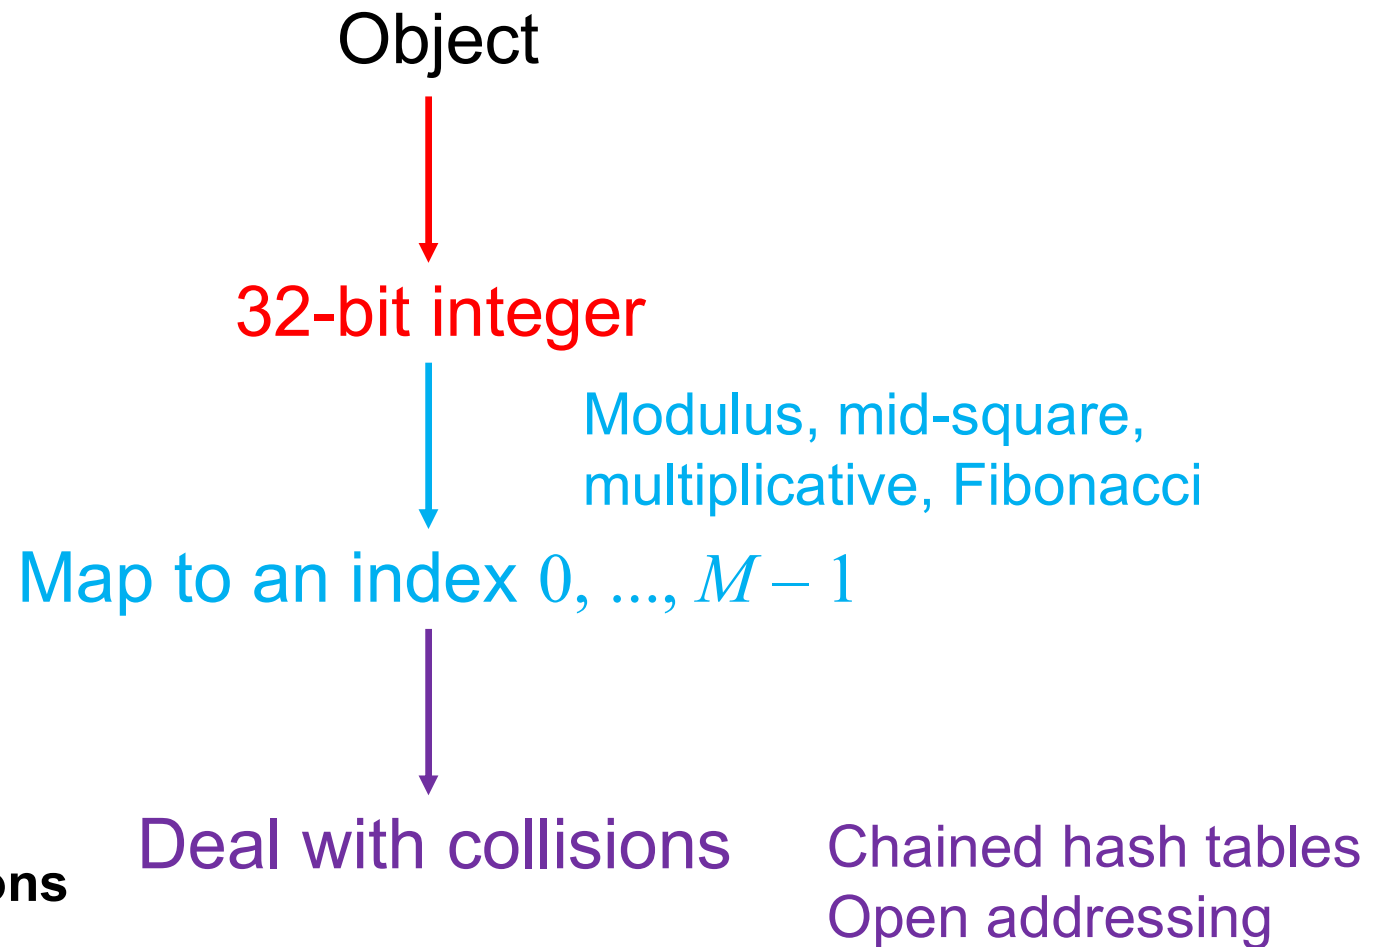 Object
32-bit integer
Modulus, mid-square,
multiplicative, Fibonacci
Map to an index 0, ..., M – 1
Deal with collisions
Chained hash tables
Open addressing